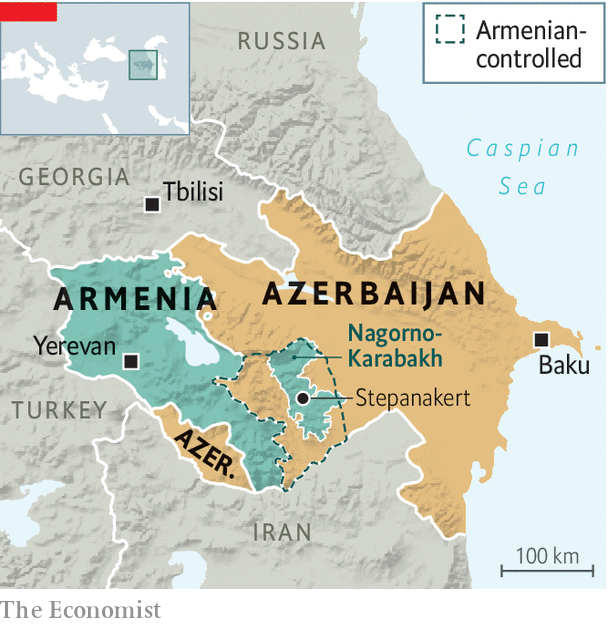 RUSSIA
Armenian-
controlled
Caspian
Sea
GEORGIA
Tbilisi
ARMENIA
AZERBAIJAN
Nagorno-
Karabakh
Yerevan
Baku
Stepanakert
TURKEY
AZER.
IRAN
100 km
The Economist